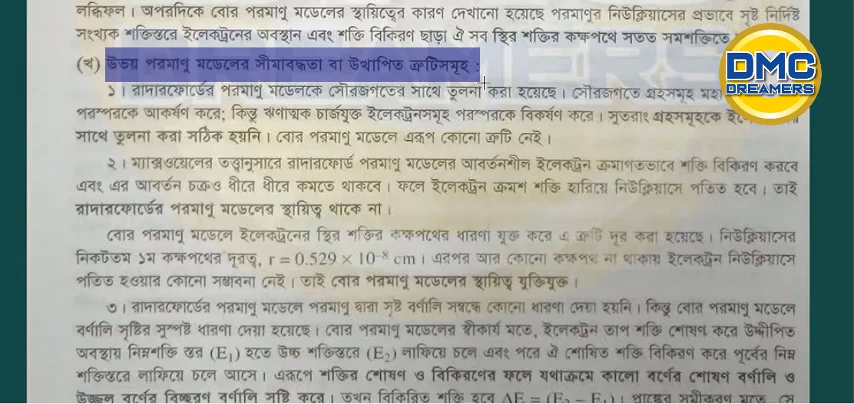 লব্ধিফল। অপরদিকে বোর পরমাণু মডেলের স্থায়িত্বের কারণ দেখানো হয়েছে পরমাণুর নিউক্লিয়াসের প্রভাবে সৃষ্ট নির্দিষ্ট
সংখ্যক শক্তিস্তরে ইলেকট্রনের অবস্থান এবং শক্তি বিকিরণ ছাড়া ঐ সব স্থির শক্তির কক্ষপথে সতত সমশক্তিতে
(খ) উভয় পরমাণু মডেলের সীমাবদ্ধতা বা উত্থাপিত ত্রুটিসমূহ :
DMC
DREAMERS
১। রাদারফোর্ডের পরমাণু মডেলকে সৌরজগতের সাথে তুলনা করা হয়েছে। সৌরজগতে গ্রহসমূহ
পরস্পরকে আকর্ষণ করে; কিন্তু ঋণাত্মক চার্জযুক্ত ইলেকট্রনসমূহ পরস্পরকে বিকর্ষণ করে। সুতরাং গ্রহসমূহকে
সাথে তুলনা করা সঠিক হয়নি। বোর পরমাণু মডেলে এরূপ কোনো ত্রুটি নেই।
২। ম্যাক্সওয়েলের তত্ত্বানুসারে রাদারফোর্ড পরমাণু মডেলের আবর্তনশীল ইলেকট্রন ক্রমাগতভাবে শক্তি বিকিরণ করবে
এবং এর আবর্তন চক্রও ধীরে ধীরে কমতে থাকবে। ফলে ইলেকট্রন ক্রমশ শক্তি হারিয়ে নিউক্লিয়াসে পতিত হবে। তাই
রাদারফোর্ডের পরমাণু মডেলের স্থায়িত্ব থাকে না।
বোর পরমাণু মডেলে ইলেকট্রনের স্থির শক্তির কক্ষপথের ধারণা যুক্ত করে এ ত্রুটি দূর করা হয়েছে। নিউক্লিয়াসের
নিকটতম ১ম কক্ষপথের দূরত্ব, r = 0.529 × 10⁻⁸ cm। এরপর আর কোনো কক্ষপথ না থাকায় ইলেকট্রন নিউক্লিয়াসে
পতিত হওয়ার কোনো সম্ভাবনা নেই। তাই বোর পরমাণু মডেলের স্থায়িত্ব যুক্তিযুক্ত।
৩। রাদারফোর্ডের পরমাণু মডেলে পরমাণু দ্বারা সৃষ্ট বর্ণালি সম্বন্ধে কোনো ধারণা দেয়া হয়নি। কিন্তু বোর পরমাণু মডেলে
বর্ণালি সৃষ্টির সুস্পষ্ট ধারণা দেয়া হয়েছে। বোর পরমাণু মডেলের স্বীকার্য মতে, ইলেকট্রন তাপ শক্তি শোষণ করে উদ্দীপিত
অবস্থায় নিম্নশক্তি স্তর (E₁) হতে উচ্চ শক্তিস্তরে (E₂) লাফিয়ে চলে এবং পরে ঐ শোষিত শক্তি বিকিরণ করে পূর্বের নিম্ন
শক্তিস্তরে লাফিয়ে চলে আসে। এরূপে শক্তির শোষণ ও বিকিরণের ফলে যথাক্রমে কালো বর্ণের শোষণ বর্ণালি ও
উজ্জ্বল বর্ণের বিচ্ছুরণ বর্ণালি সৃষ্টি করে। তখন বিকিরিত শক্তি হবে ΔE = (E₂ – E₁)। প্লাঙ্কের সমীকরণ মতে,